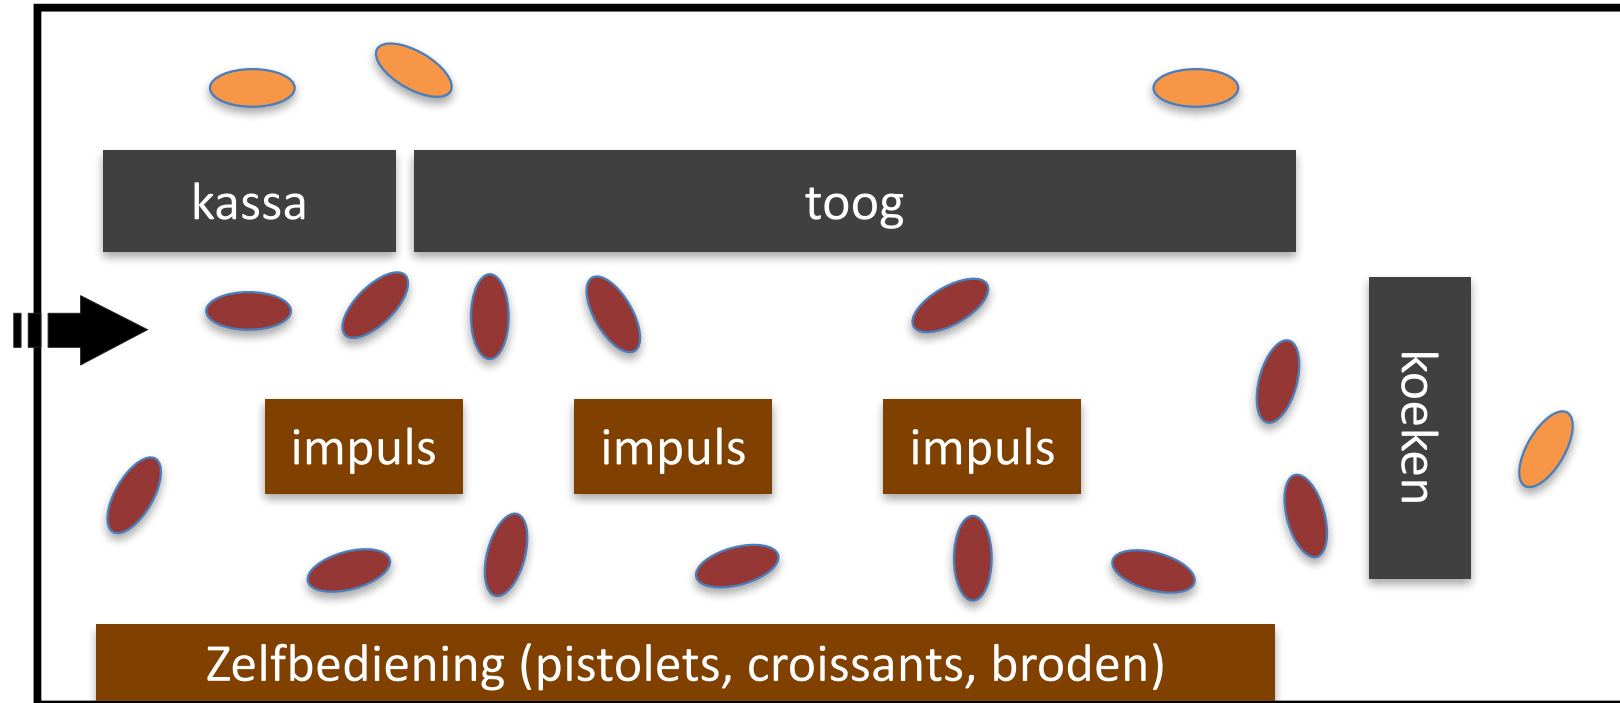 kassa
toog
koeken
impuls
impuls
impuls
Zelfbediening (pistolets, croissants, broden)